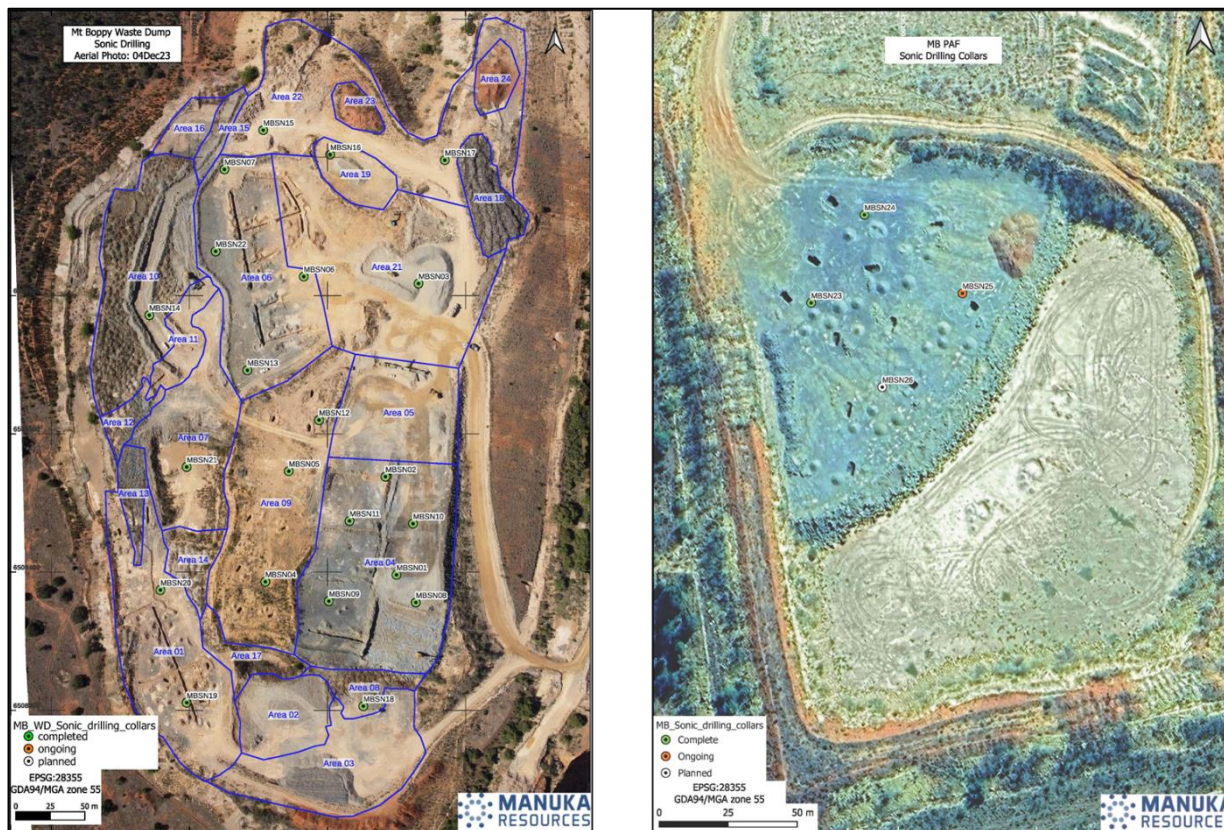 Mt Boppy Waste Dump
Sonic Drilling
Aerial Photo: 04Dec23
Area 24
Area 22
Area 23
Area 16
Area 15
MBSN15
MBSN16
MBSN17
MBSN07
Area 19
Area 18
MBSN22
Area 10
Area 06
MBSN06
Area 21
MBSN03
MBSN14
Area 11
MBSN13
Area 05
MBSN12
Area 12
Area 07
MBSN21
MBSN05
MBSN02
Area 13
Area 09
MBSN11
MBSN10
Area 14
Area 04
MBSN20
MBSN04
MBSN01
MBSN09
MBSN08
Area 01
Area 17
Area 08
MBSN19
MBSN18
Area 02
Area 03
MB_WD_Sonic_drilling_collars
completed
ongoing
planned
EPSG:28355
GDA94/MGA zone 55
0 25 50 m
MANUKA
RESOURCES
MB PAF
Sonic Drilling Collars
MBSN24
MBSN25
MBSN23
MBSN26
MB_Sonic_drilling_collars
Complete
Ongoing
Planned
EPSG:28355
GDA94/MGA zone 55
0 25 50 m
MANUKA
RESOURCES